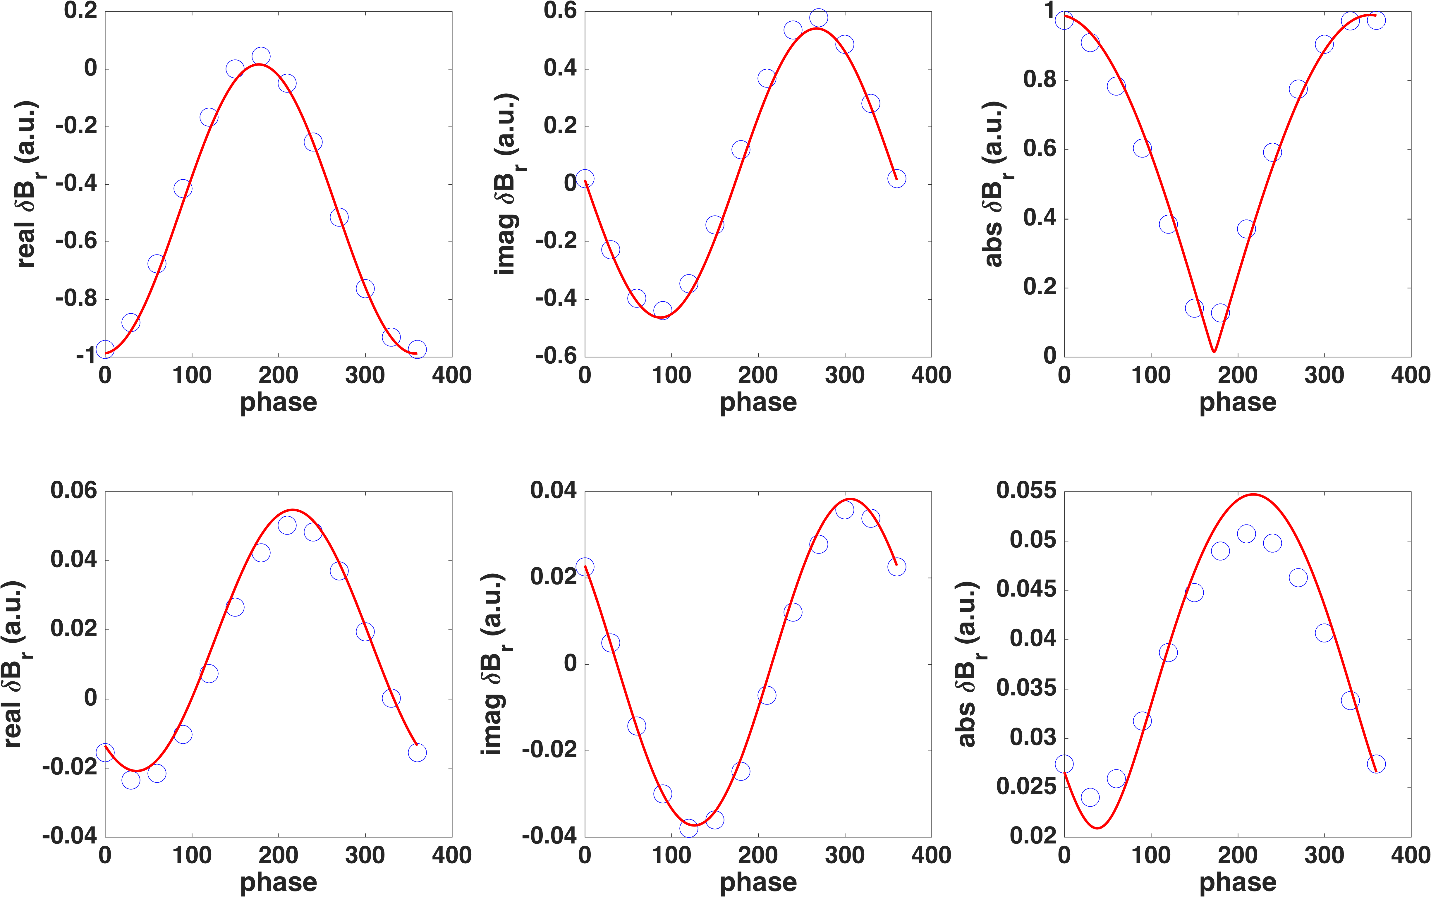 0.2
0
-0.2
-0.4
-0.6
-0.8
-1
real δBr (a.u.)
0 100 200 300 400
phase
0.6
0.4
0.2
0
-0.2
-0.4
-0.6
imag δBr (a.u.)
0 100 200 300 400
phase
1
0.8
0.6
0.4
0.2
0
abs δBr (a.u.)
0 100 200 300 400
phase
0.06
0.04
0.02
0
-0.02
-0.04
real δBr (a.u.)
0 100 200 300 400
phase
0.04
0.02
0
-0.02
-0.04
imag δBr (a.u.)
0 100 200 300 400
phase
0.055
0.05
0.045
0.04
0.035
0.03
0.025
0.02
abs δBr (a.u.)
0 100 200 300 400
phase